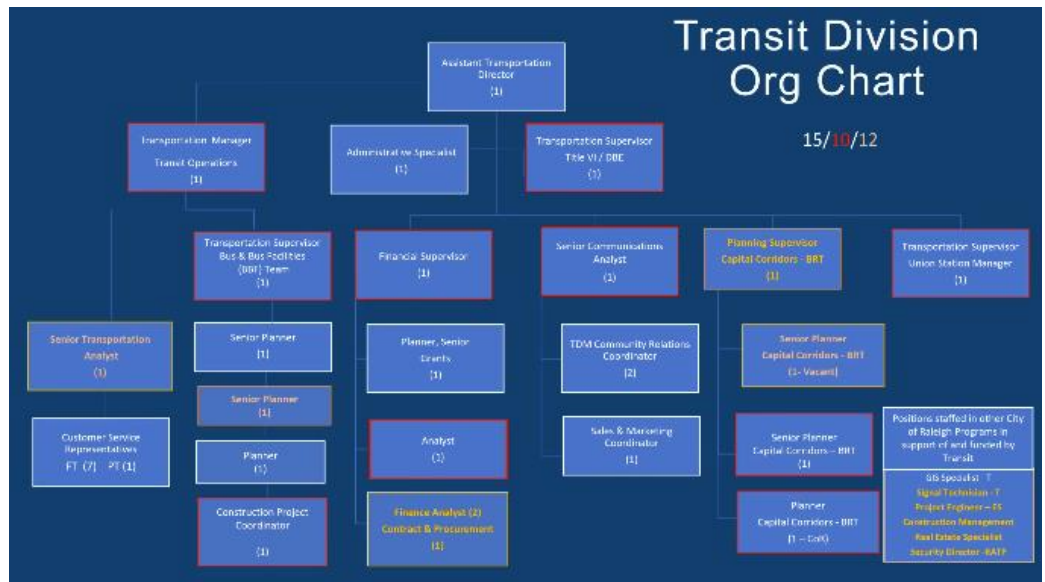 Transit Division
Org Chart
15/10/12
Assistant Transportation
Director
(1)
Transportation Manager
Transit Operations
(1)
Administrative Specialist
(1)
Transportation Supervisor
Title VI / DBE
(1)
Transportation Supervisor
Bus & Bus Facilities
(BBF) Team
(1)
Financial Supervisor
(1)
Senior Communications
Analyst
(1)
Planning Supervisor
Capital Corridors - BRT
(1)
Transportation Supervisor
Union Station Manager
(1)
Senior Transportation
Analyst
(1)
Senior Planner
(1)
Planner, Senior
Grants
(1)
TDM Community Relations
Coordinator
(2)
Senior Planner
Capital Corridors - BRT
(1- Vacant)
Senior Planner
(1)
Customer Service
Representatives
FT (7) PT (1)
Planner
(1)
Analyst
(1)
Sales & Marketing
Coordinator
(1)
Senior Planner
Capital Corridors – BRT
(1)
Positions staffed in other City
of Raleigh Programs in
support of and funded by
Transit
Construction Project
Coordinator
(1)
Finance Analyst (2)
Contract & Procurement
(1)
Planner
Capital Corridors - BRT
GIS Specialist - T
Signal Technician - T
Project Engineer – ES
Construction Management
Real Estate Specialist
Security Director -RATP